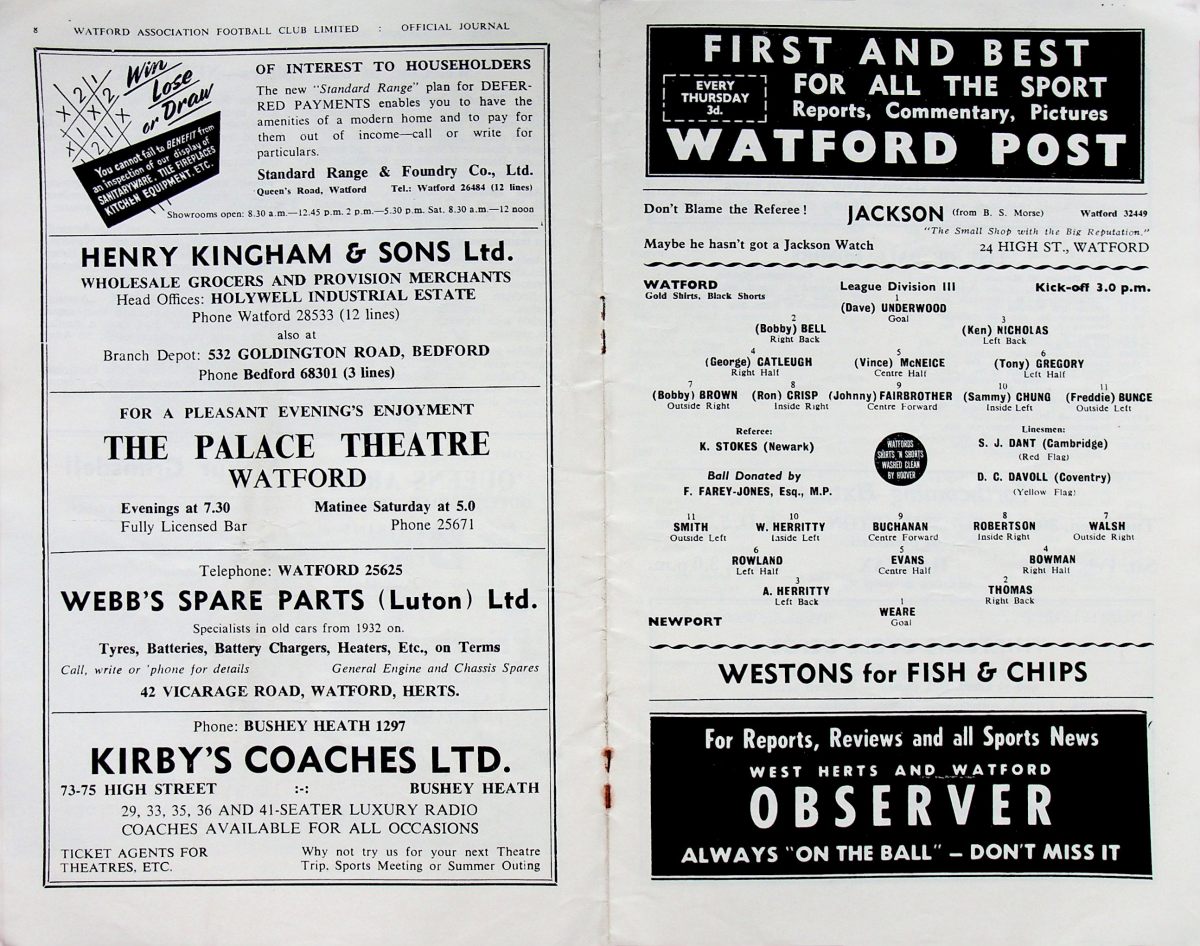 8 WATFORD ASSOCIATION FOOTBALL CLUB LIMITED : OFFICIAL JOURNAL
Win
Lose
or Draw
You cannot fail to BENEFIT from
an inspection of our display of
SANITARYWARE, TILE FIREPLACES
KITCHEN EQUIPMENT, ETC.
OF INTEREST TO HOUSEHOLDERS
The new "Standard Range" plan for DEFER-
RED PAYMENTS enables you to have the
amenities of a modern home and to pay for
them out of income—call or write for
particulars.
Standard Range & Foundry Co., Ltd.
Queen's Road, Watford Tel.: Watford 26484 (12 lines)
Showrooms open: 8.30 a.m.—12.45 p.m. 2 p.m.—5.30 p.m. Sat. 8.30 a.m.—12 noon
HENRY KINGHAM & SONS Ltd.
WHOLESALE GROCERS AND PROVISION MERCHANTS
Head Offices: HOLYWELL INDUSTRIAL ESTATE
Phone Watford 28533 (12 lines)
also at
Branch Depot: 532 GOLDINGTON ROAD, BEDFORD
Phone Bedford 68301 (3 lines)
FOR A PLEASANT EVENING'S ENJOYMENT
THE PALACE THEATRE
WATFORD
Evenings at 7.30 Matinee Saturday at 5.0
Fully Licensed Bar Phone 25671
Telephone: WATFORD 25625
WEBB'S SPARE PARTS (Luton) Ltd.
Specialists in old cars from 1932 on.
Tyres, Batteries, Battery Chargers, Heaters, Etc., on Terms
Call, write or 'phone for details General Engine and Chassis Spares
42 VICARAGE ROAD, WATFORD, HERTS.
Phone: BUSHEY HEATH 1297
KIRBY'S COACHES LTD.
73-75 HIGH STREET :-: BUSHEY HEATH
29, 33, 35, 36 AND 41-SEATER LUXURY RADIO
COACHES AVAILABLE FOR ALL OCCASIONS
TICKET AGENTS FOR THEATRES, ETC.
Why not try us for your next Theatre
Trip. Sports Meeting or Summer Outing
FIRST AND BEST
EVERY
THURSDAY
3d.
FOR ALL THE SPORT
Reports, Commentary, Pictures
WATFORD POST
Don't Blame the Referee! JACKSON (from B. S. Morse) Watford 32449
"The Small Shop with the Big Reputation."
Maybe he hasn't got a Jackson Watch 24 HIGH ST., WATFORD
WATFORD League Division III Kick-off 3.0 p.m.
Gold Shirts, Black Shorts
1
(Dave) UNDERWOOD
Goal
2 3
(Bobby) BELL (Ken) NICHOLAS
Right Back Left Back
4 5 6
(George) CATLEUGH (Vince) McNEICE (Tony) GREGORY
Right Half Centre Half Left Half
7 8 9 10 11
(Bobby) BROWN (Ron) CRISP (Johnny) FAIRBROTHER (Sammy) CHUNG (Freddie) BUNCE
Outside Right Inside Right Centre Forward Inside Left Outside Left
Referee: Linesmen:
K. STOKES (Newark) S. J. DANT (Cambridge)
(Red Flag)
WATFORDS
SHIRTS 'N SHORTS
WASHED CLEAN
BY HOOVER
Ball Donated by D. C. DAVOLL (Coventry)
F. FAREY-JONES, Esq., M.P. (Yellow Flag)
11 10 9 8 7
SMITH W. HERRITTY BUCHANAN ROBERTSON WALSH
Outside Left Inside Left Centre Forward Inside Right Outside Right
6 5 4
ROWLAND EVANS BOWMAN
Left Half Centre Half Right Half
3 2
A. HERRITTY THOMAS
Left Back Right Back
1
WEARE
Goal
NEWPORT
WESTONS for FISH & CHIPS
For Reports, Reviews and all Sports News
WEST HERTS AND WATFORD
OBSERVER
ALWAYS "ON THE BALL" – DON'T MISS IT